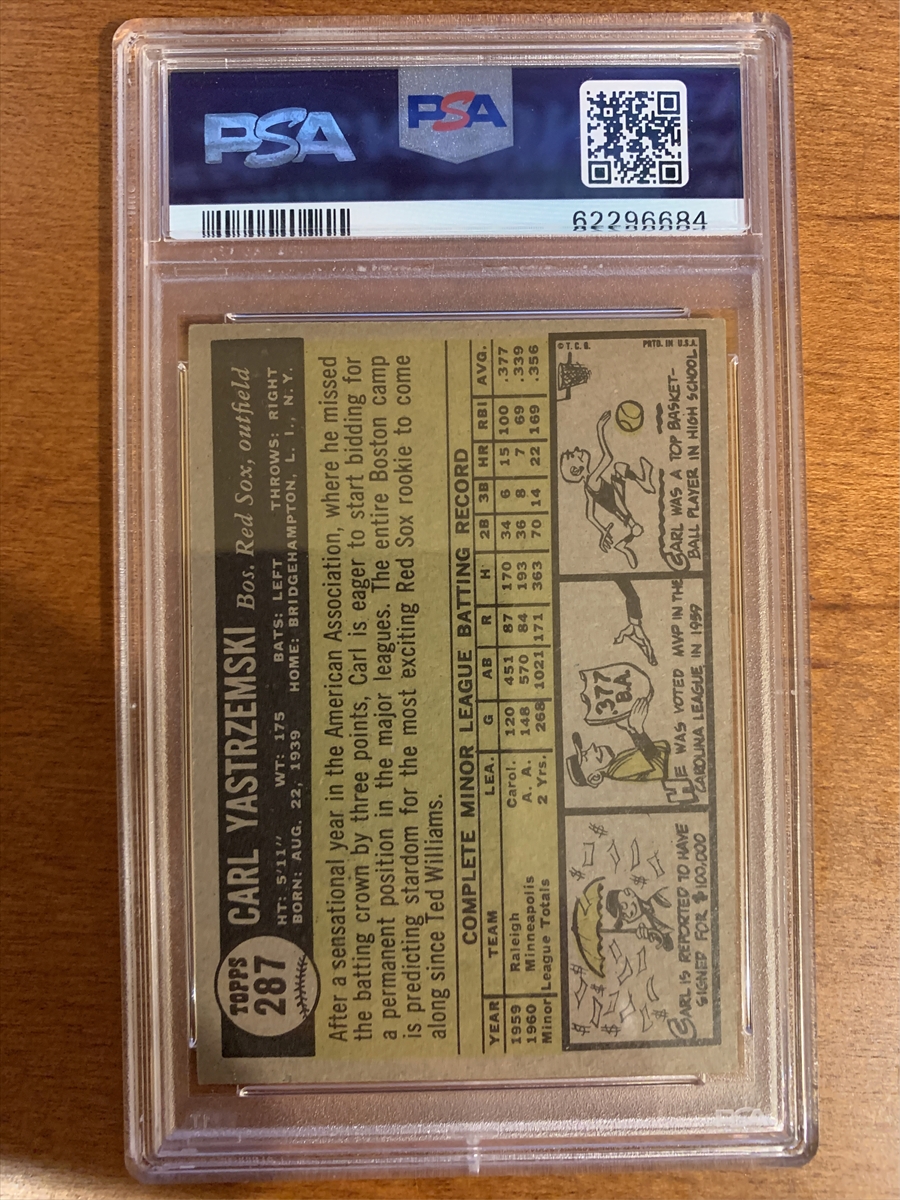 PSA
PSA
62296684
TOPPS
287
CARL YASTRZEMSKI Bos. Red Sox, outfield
HT: 5'11" WT: 175 BATS: LEFT THROWS: RIGHT
BORN: AUG. 22, 1939 HOME: BRIDGEHAMPTON, L. I., N. Y.
After a sensational year in the American Association, where he missed
the batting crown by three points, Carl is eager to start bidding for
a permanent position in the major leagues. The entire Boston camp
is predicting stardom for the most exciting Red Sox rookie to come
along since Ted Williams.
COMPLETE MINOR LEAGUE BATTING RECORD
YEAR TEAM LEA. G AB R H 2B 3B HR RBI AVG.
1959 Raleigh Carol. 120 451 87 170 34 6 15 100 .377
1960 Minneapolis A. A. 148 570 84 193 36 8 7 69 .339
Minor League Totals 2 Yrs. 268 1021 171 363 70 14 22 169 .356
CARL IS REPORTED TO HAVE
SIGNED FOR $100,000
377
B.A.
HE WAS VOTED MVP IN THE
CAROLINA LEAGUE IN 1959
© T. C. G. PRTD. IN U.S.A.
CARL WAS A TOP BASKET-
BALL PLAYER IN HIGH SCHOOL
PSA